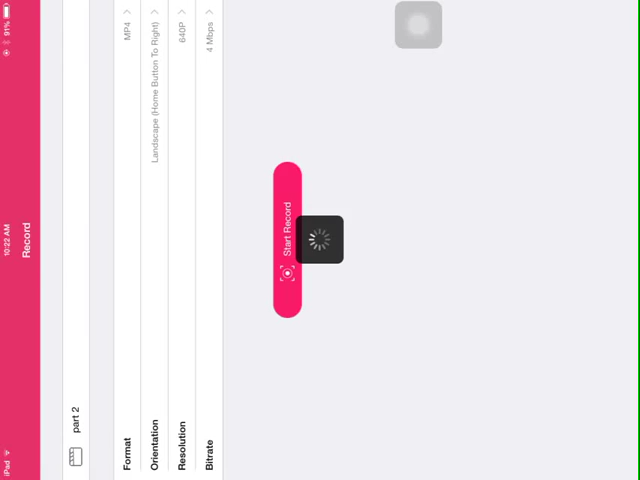 iPad 10:22 AM 91%
Record
part 2
Format MP4
Orientation Landscape (Home Button To Right)
Resolution 640P
Bitrate 4 Mbps
Start Record